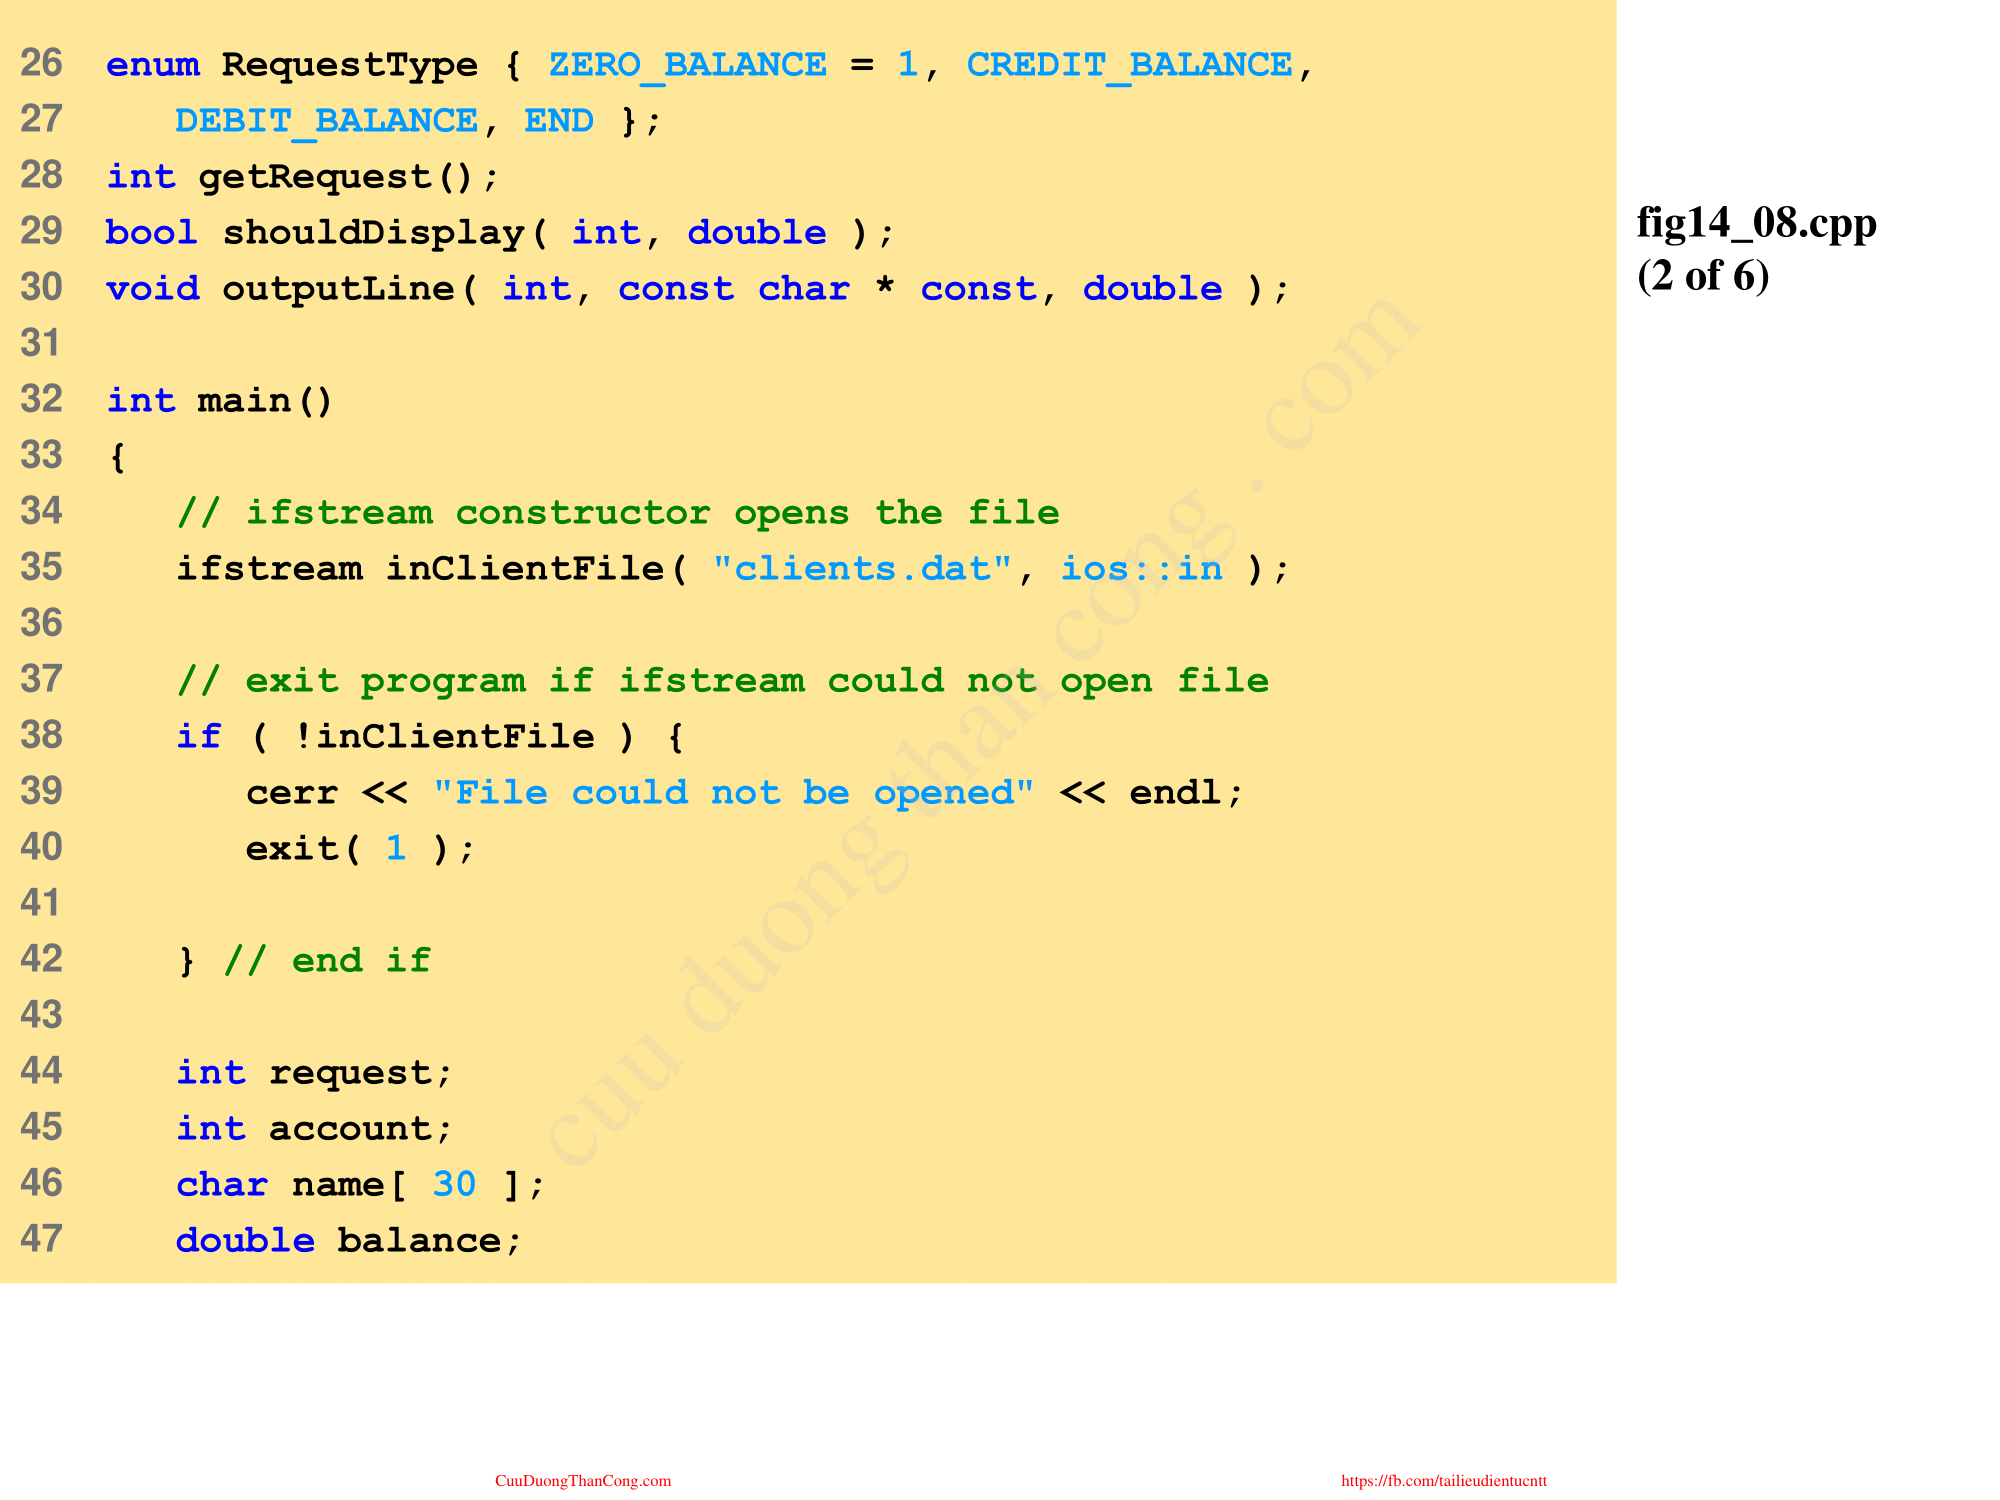 26 enum RequestType { ZERO_BALANCE = 1, CREDIT_BALANCE,
27 DEBIT_BALANCE, END };
28 int getRequest();
29 bool shouldDisplay( int, double );
30 void outputLine( int, const char * const, double );
31
32 int main()
33 {
34 // ifstream constructor opens the file
35 ifstream inClientFile( "clients.dat", ios::in );
36
37 // exit program if ifstream could not open file
38 if ( !inClientFile ) {
39 cerr << "File could not be opened" << endl;
40 exit( 1 );
41
42 } // end if
43
44 int request;
45 int account;
46 char name[ 30 ];
47 double balance;
fig14_08.cpp
(2 of 6)
cuu duong than cong . com
CuuDuongThanCong.com
https://fb.com/tailieudientucntt